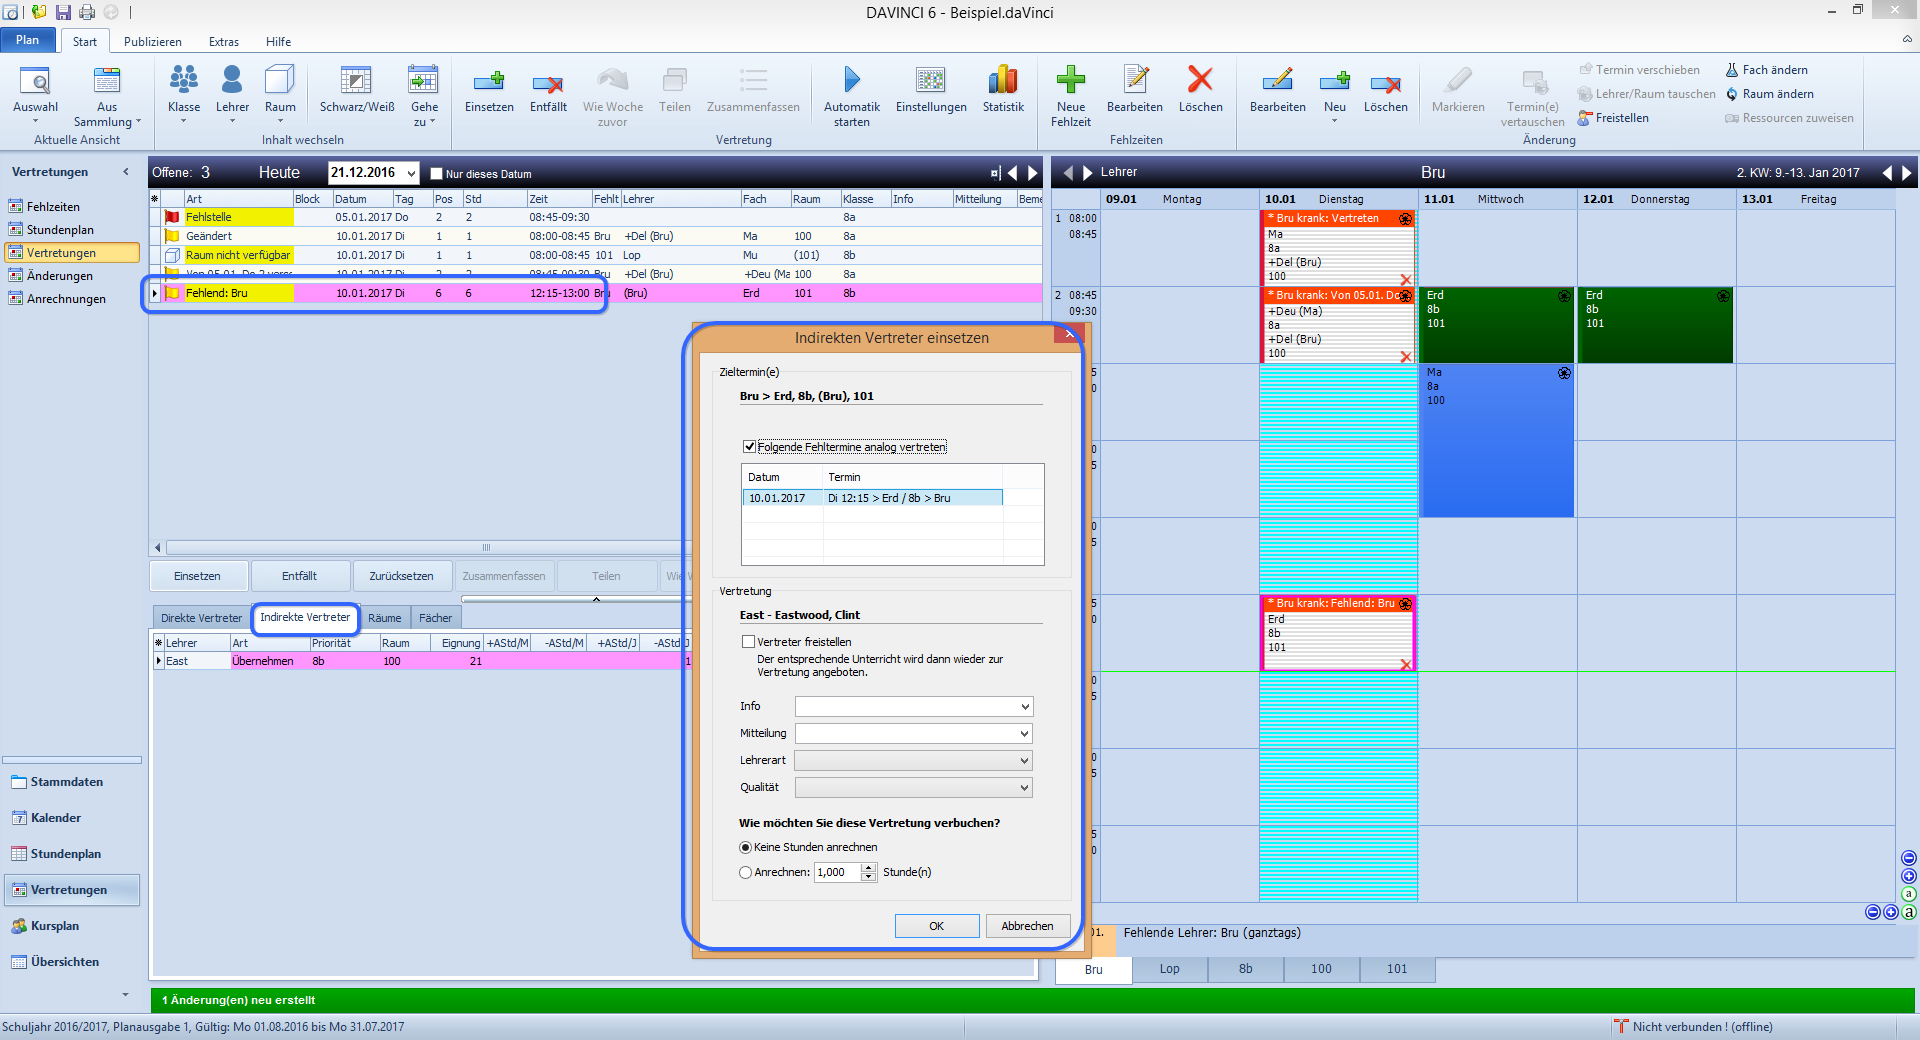 DAVINCI 6 - Beispiel.daVinci
Plan
Start
Publizieren
Extras
Hilfe
Auswahl
Aus Sammlung
Aktuelle Ansicht
Klasse
Lehrer
Raum
Schwarz/Weiß
Gehe zu
Inhalt wechseln
Einsetzen
Entfällt
Wie Woche zuvor
Teilen
Zusammenfassen
Automatik starten
Einstellungen
Statistik
Vertretung
Neue Fehlzeit
Bearbeiten
Löschen
Fehlzeiten
Bearbeiten
Neu
Löschen
Markieren
Termin(e) vertauschen
Termin verschieben
Lehrer/Raum tauschen
Freistellen
Fach ändern
Raum ändern
Ressourcen zuweisen
Änderung
Vertretungen
Fehlzeiten
Stundenplan
Vertretungen
Änderungen
Anrechnungen
Stammdaten
Kalender
Stundenplan
Vertretungen
Kursplan
Übersichten
Offene: 3 Heute 21.12.2016 Nur dieses Datum
Art Block Datum Tag Pos Std Zeit Fehlt Lehrer Fach Raum Klasse Info Mitteilung Beme
Fehlstelle 05.01.2017 Do 2 2 08:45-09:30 8a
Geändert 10.01.2017 Di 1 1 08:00-08:45 Bru +Del (Bru) Ma 100 8a
Raum nicht verfügbar 10.01.2017 Di 1 1 08:00-08:45 101 Lop Mu (101) 8b
Von 05.01. Do 2 10.01.2017 Di 2 2 08:45-09:30 Bru +Del (Bru) +Deu (Ma 100 8a
Fehlend: Bru 10.01.2017 Di 6 6 12:15-13:00 Bru (Bru) Erd 101 8b
Einsetzen
Entfällt
Zurücksetzen
Zusammenfassen
Teilen
Wie W
Direkte Vertreter
Indirekte Vertreter
Räume
Fächer
Lehrer Art Priorität Raum Eignung +AStd/M -AStd/M +AStd/J -AStd/J
East Übernehmen 8b 100 21 1
Indirekten Vertreter einsetzen
Zieltermin(e)
Bru > Erd, 8b, (Bru), 101
Folgende Fehltermine analog vertreten
Datum Termin
10.01.2017 Di 12:15 > Erd / 8b > Bru
Vertretung
East - Eastwood, Clint
Vertreter freistellen
Der entsprechende Unterricht wird dann wieder zur
Vertretung angeboten.
Info
Mitteilung
Lehrerart
Qualität
Wie möchten Sie diese Vertretung verbuchen?
Keine Stunden anrechnen
Anrechnen: 1,000 Stunde(n)
OK
Abbrechen
Lehrer Bru 2. KW: 9.-13. Jan 2017
09.01 Montag 10.01 Dienstag 11.01 Mittwoch 12.01 Donnerstag 13.01 Freitag
1 08:00
08:45
* Bru krank: Vertreten
Ma
8a
+Del (Bru)
100
2 08:45
09:30
* Bru krank: Von 05.01. Do
+Deu (Ma)
8a
+Del (Bru)
100
Erd
8b
101
Erd
8b
101
Ma
8a
100
* Bru krank: Fehlend: Bru
Erd
8b
101
5
0
0
5
0
5
5
0
0
5
0
5
5
0
a
a
01. Fehlende Lehrer: Bru (ganztags)
Bru
Lop
8b
100
101
1 Änderung(en) neu erstellt
Schuljahr 2016/2017, Planausgabe 1, Gültig: Mo 01.08.2016 bis Mo 31.07.2017
Nicht verbunden ! (offline)